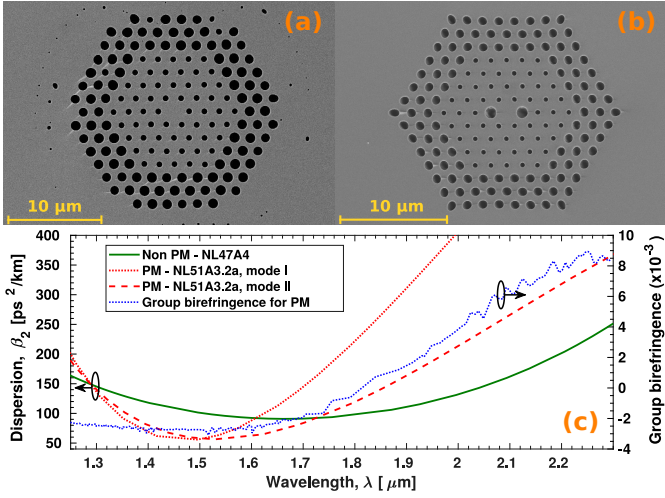 (a)
(b)
10 μm
10 μm
400
350
300
250
200
150
100
50
Dispersion, β2 [ps2/km]
Non PM - NL47A4
PM - NL51A3.2a, mode I
PM - NL51A3.2a, mode II
Group birefringence for PM
(c)
10
8
6
4
2
0
-2
-3
-4
Group birefringence (x10-3)
1.3
1.4
1.5
1.6
1.7
1.8
1.9
2
2.1
2.2
Wavelength, λ [ μm]